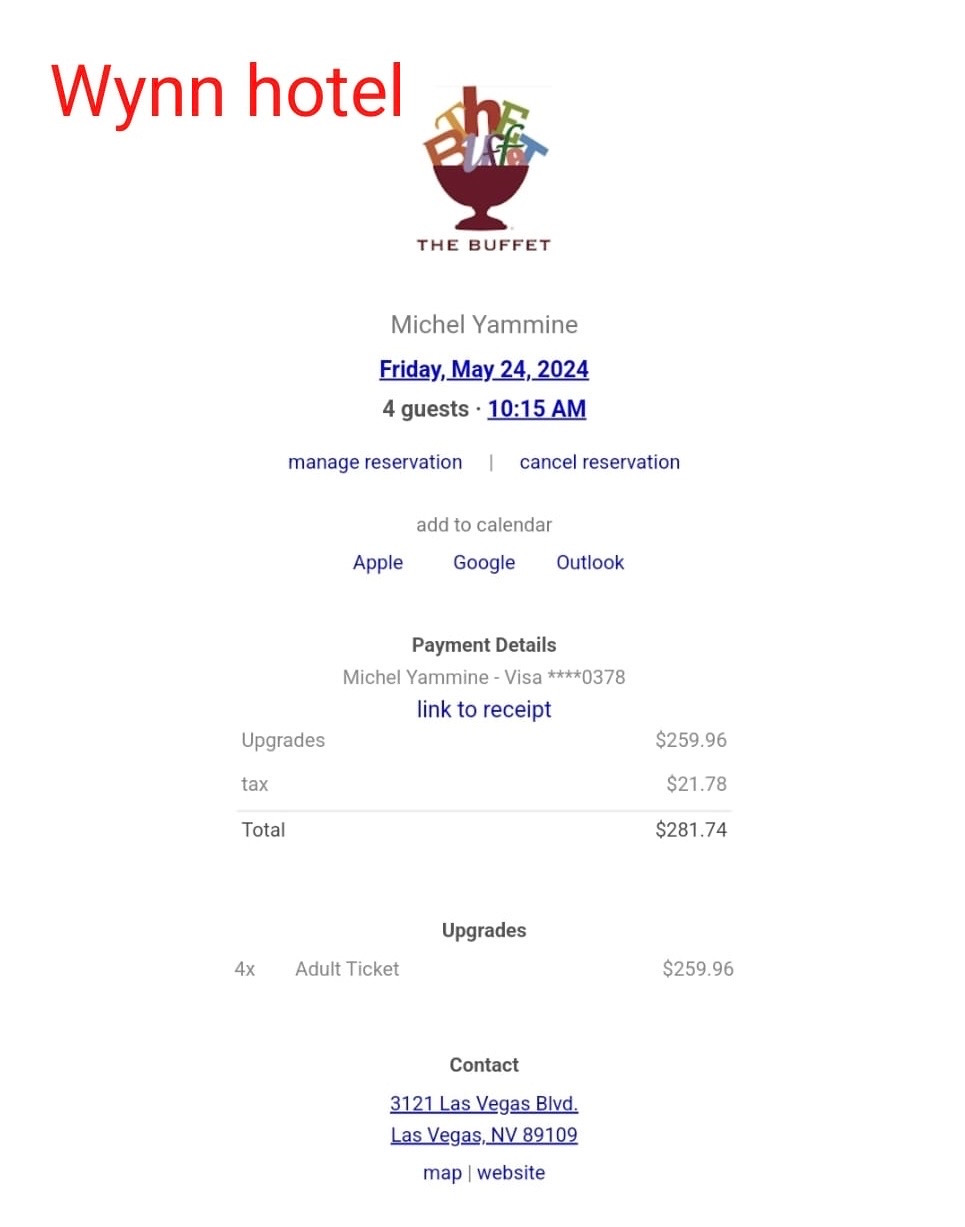 Wynn hotel
THE BUFFET
THE BUFFET
Michel Yammine
Friday, May 24, 2024
4 guests · 10:15 AM
manage reservation | cancel reservation
add to calendar
Apple Google Outlook
Payment Details
Michel Yammine - Visa ****0378
link to receipt
Upgrades $259.96
tax $21.78
Total $281.74
Upgrades
4x Adult Ticket $259.96
Contact
3121 Las Vegas Blvd.
Las Vegas, NV 89109
map | website